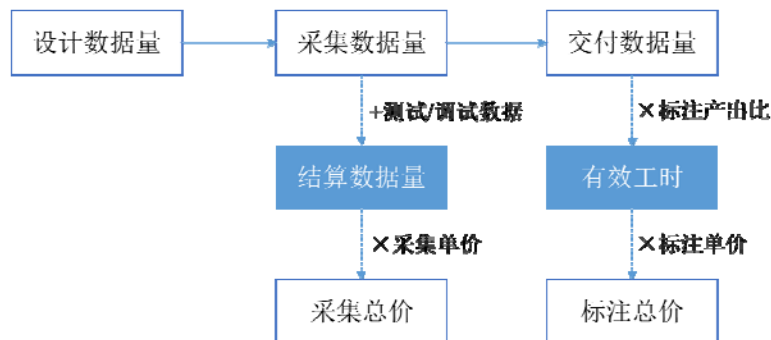 设计数据量
采集数据量
交付数据量
+测试/调试数据
×标注产出比
结算数据量
有效工时
×采集单价
×标注单价
采集总价
标注总价